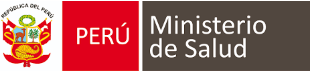 REPÚBLICA DEL PERÚ
PERÚ
Ministerio
de Salud